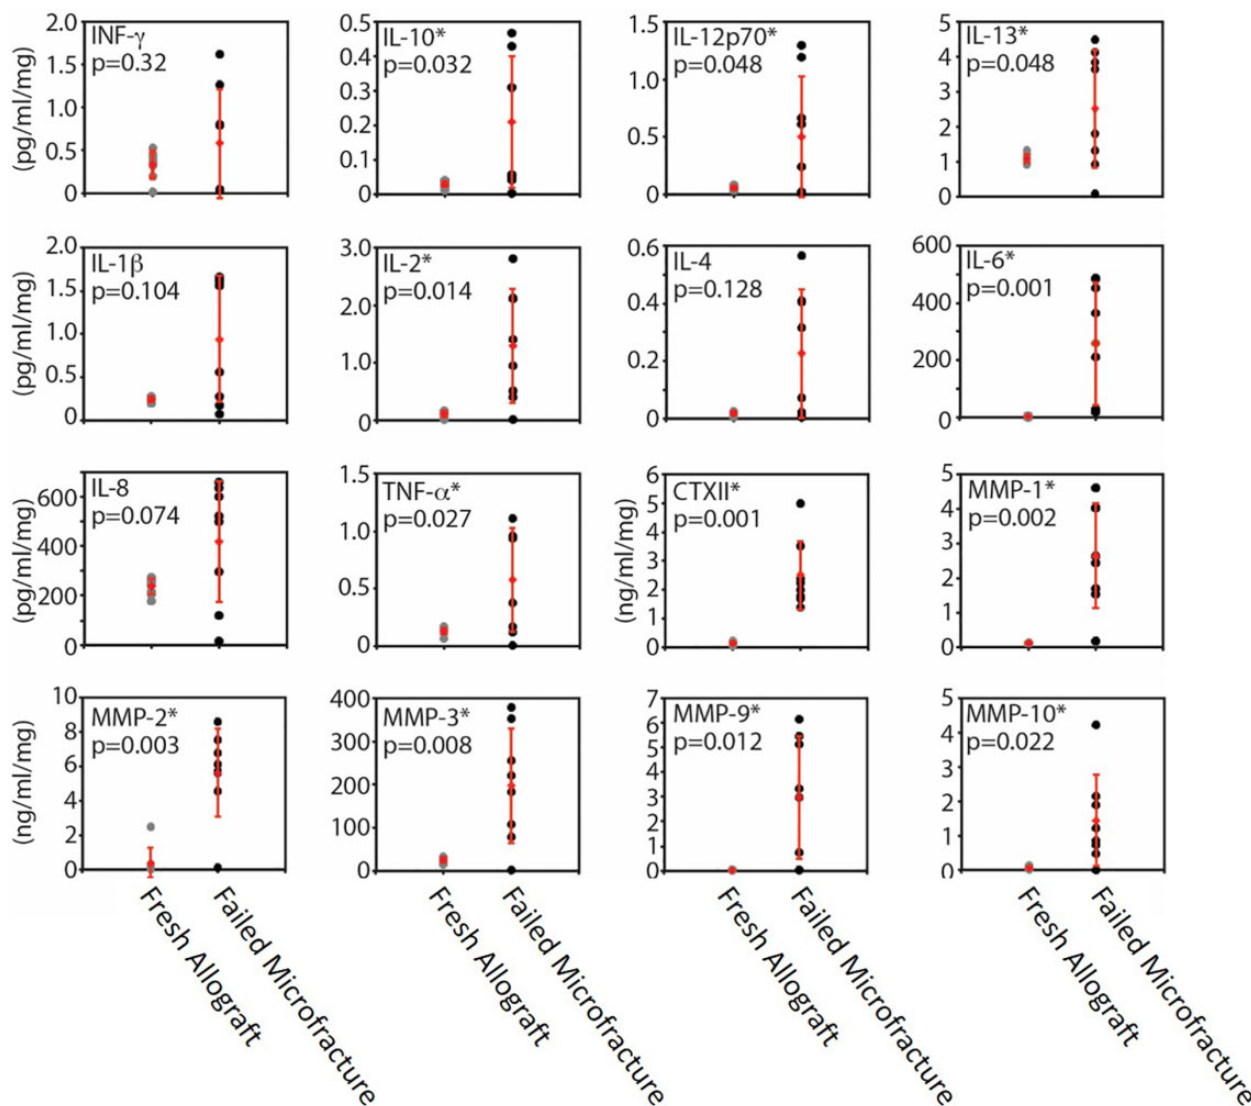 INF-γ
p=0.32
2.0
1.5
1.0
0.5
0
(pg/ml/mg)
IL-10*
p=0.032
0.5
0.4
0.3
0.2
0.1
0
IL-12p70*
p=0.048
1.5
1.0
0.5
0
IL-13*
p=0.048
5
4
3
2
1
0
IL-1β
p=0.104
2.0
1.5
1.0
0.5
0
(pg/ml/mg)
IL-2*
p=0.014
3.0
2.0
1.0
0
IL-4
p=0.128
0.6
0.4
0.2
0
IL-6*
p=0.001
600
400
200
0
IL-8
p=0.074
600
400
200
0
(pg/ml/mg)
TNF-α*
p=0.027
1.5
1.0
0.5
0
CTXII*
p=0.001
6
5
4
3
2
1
0
(ng/ml/mg)
MMP-1*
p=0.002
5
4
3
2
1
0
MMP-2*
p=0.003
10
8
6
4
2
0
(ng/ml/mg)
MMP-3*
p=0.008
400
300
200
100
0
MMP-9*
p=0.012
7
6
5
4
3
2
1
0
MMP-10*
p=0.022
5
4
3
2
1
0
Fresh Allograft
Failed Microfracture
Fresh Allograft
Failed Microfracture
Fresh Allograft
Failed Microfracture
Fresh Allograft
Failed Microfracture